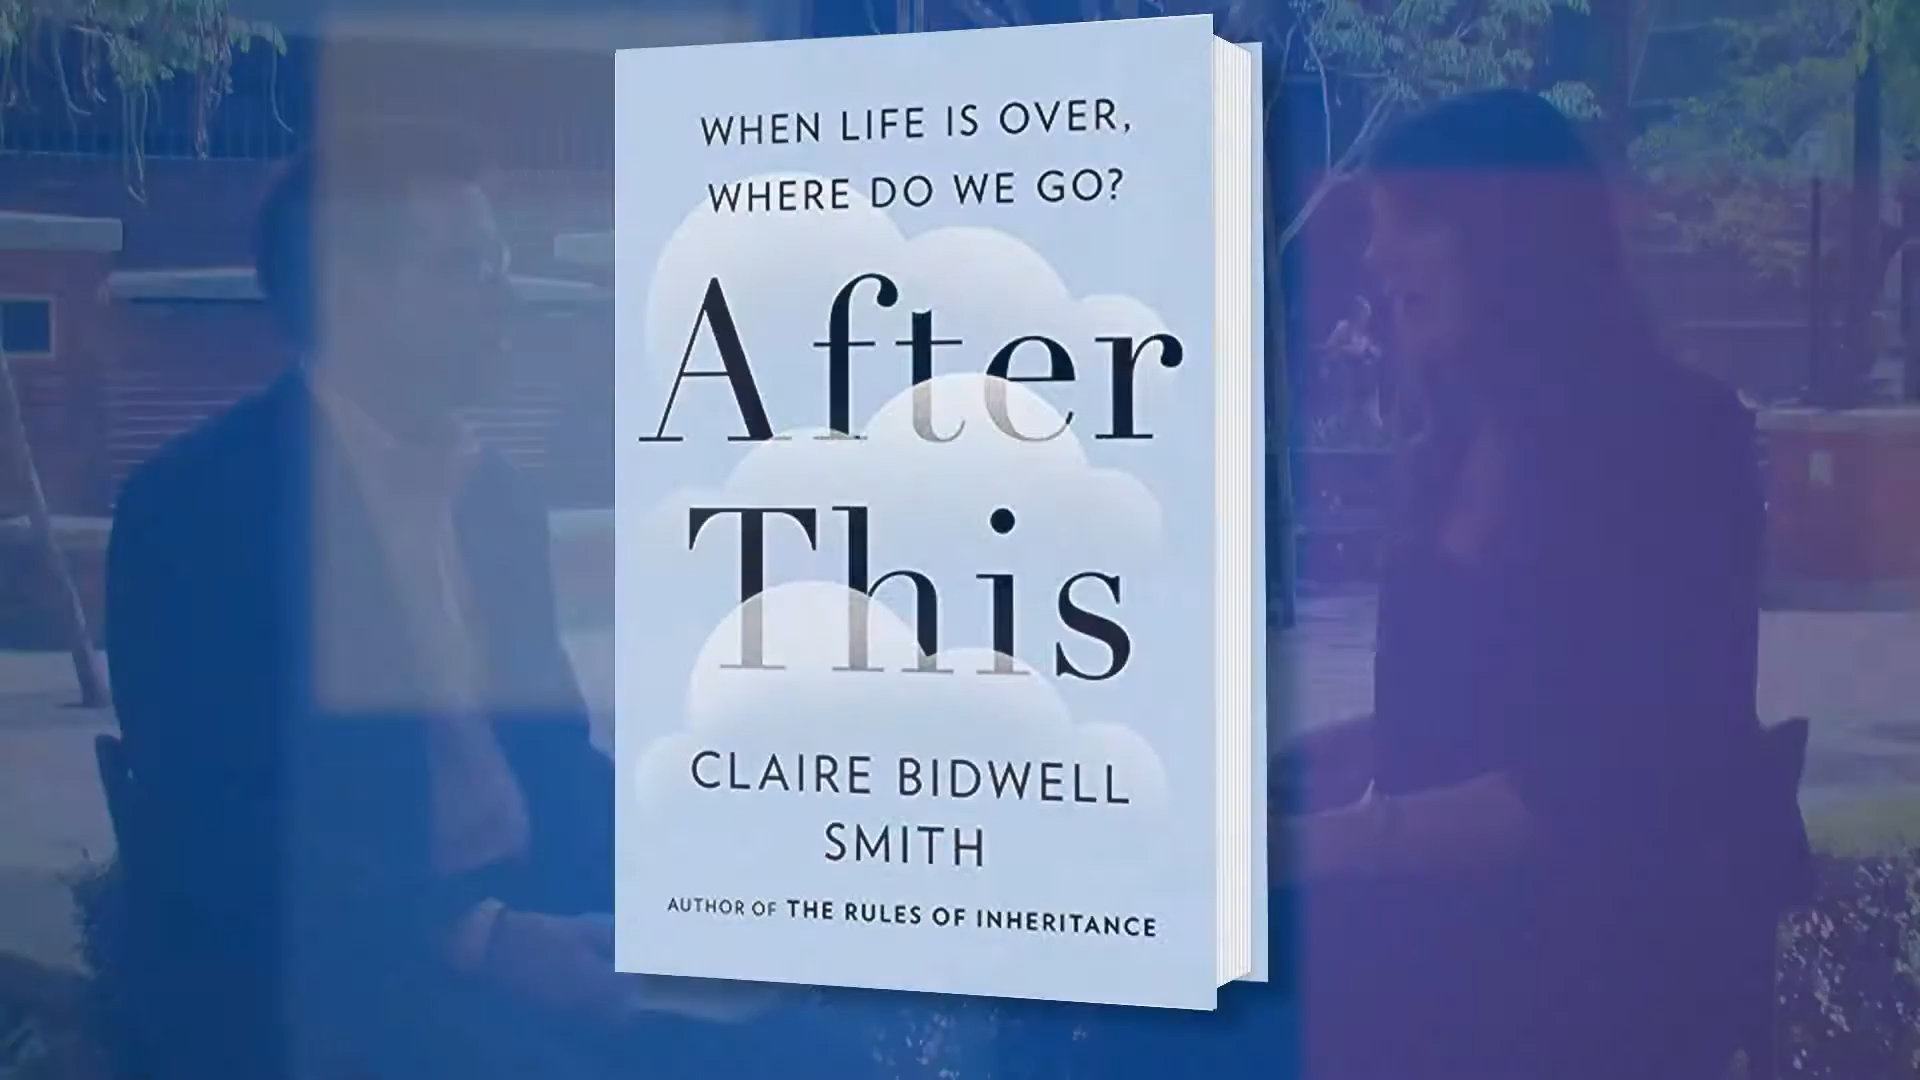 WHEN LIFE IS OVER,
WHERE DO WE GO?
After
This
CLAIRE BIDWELL
SMITH
AUTHOR OF THE RULES OF INHERITANCE